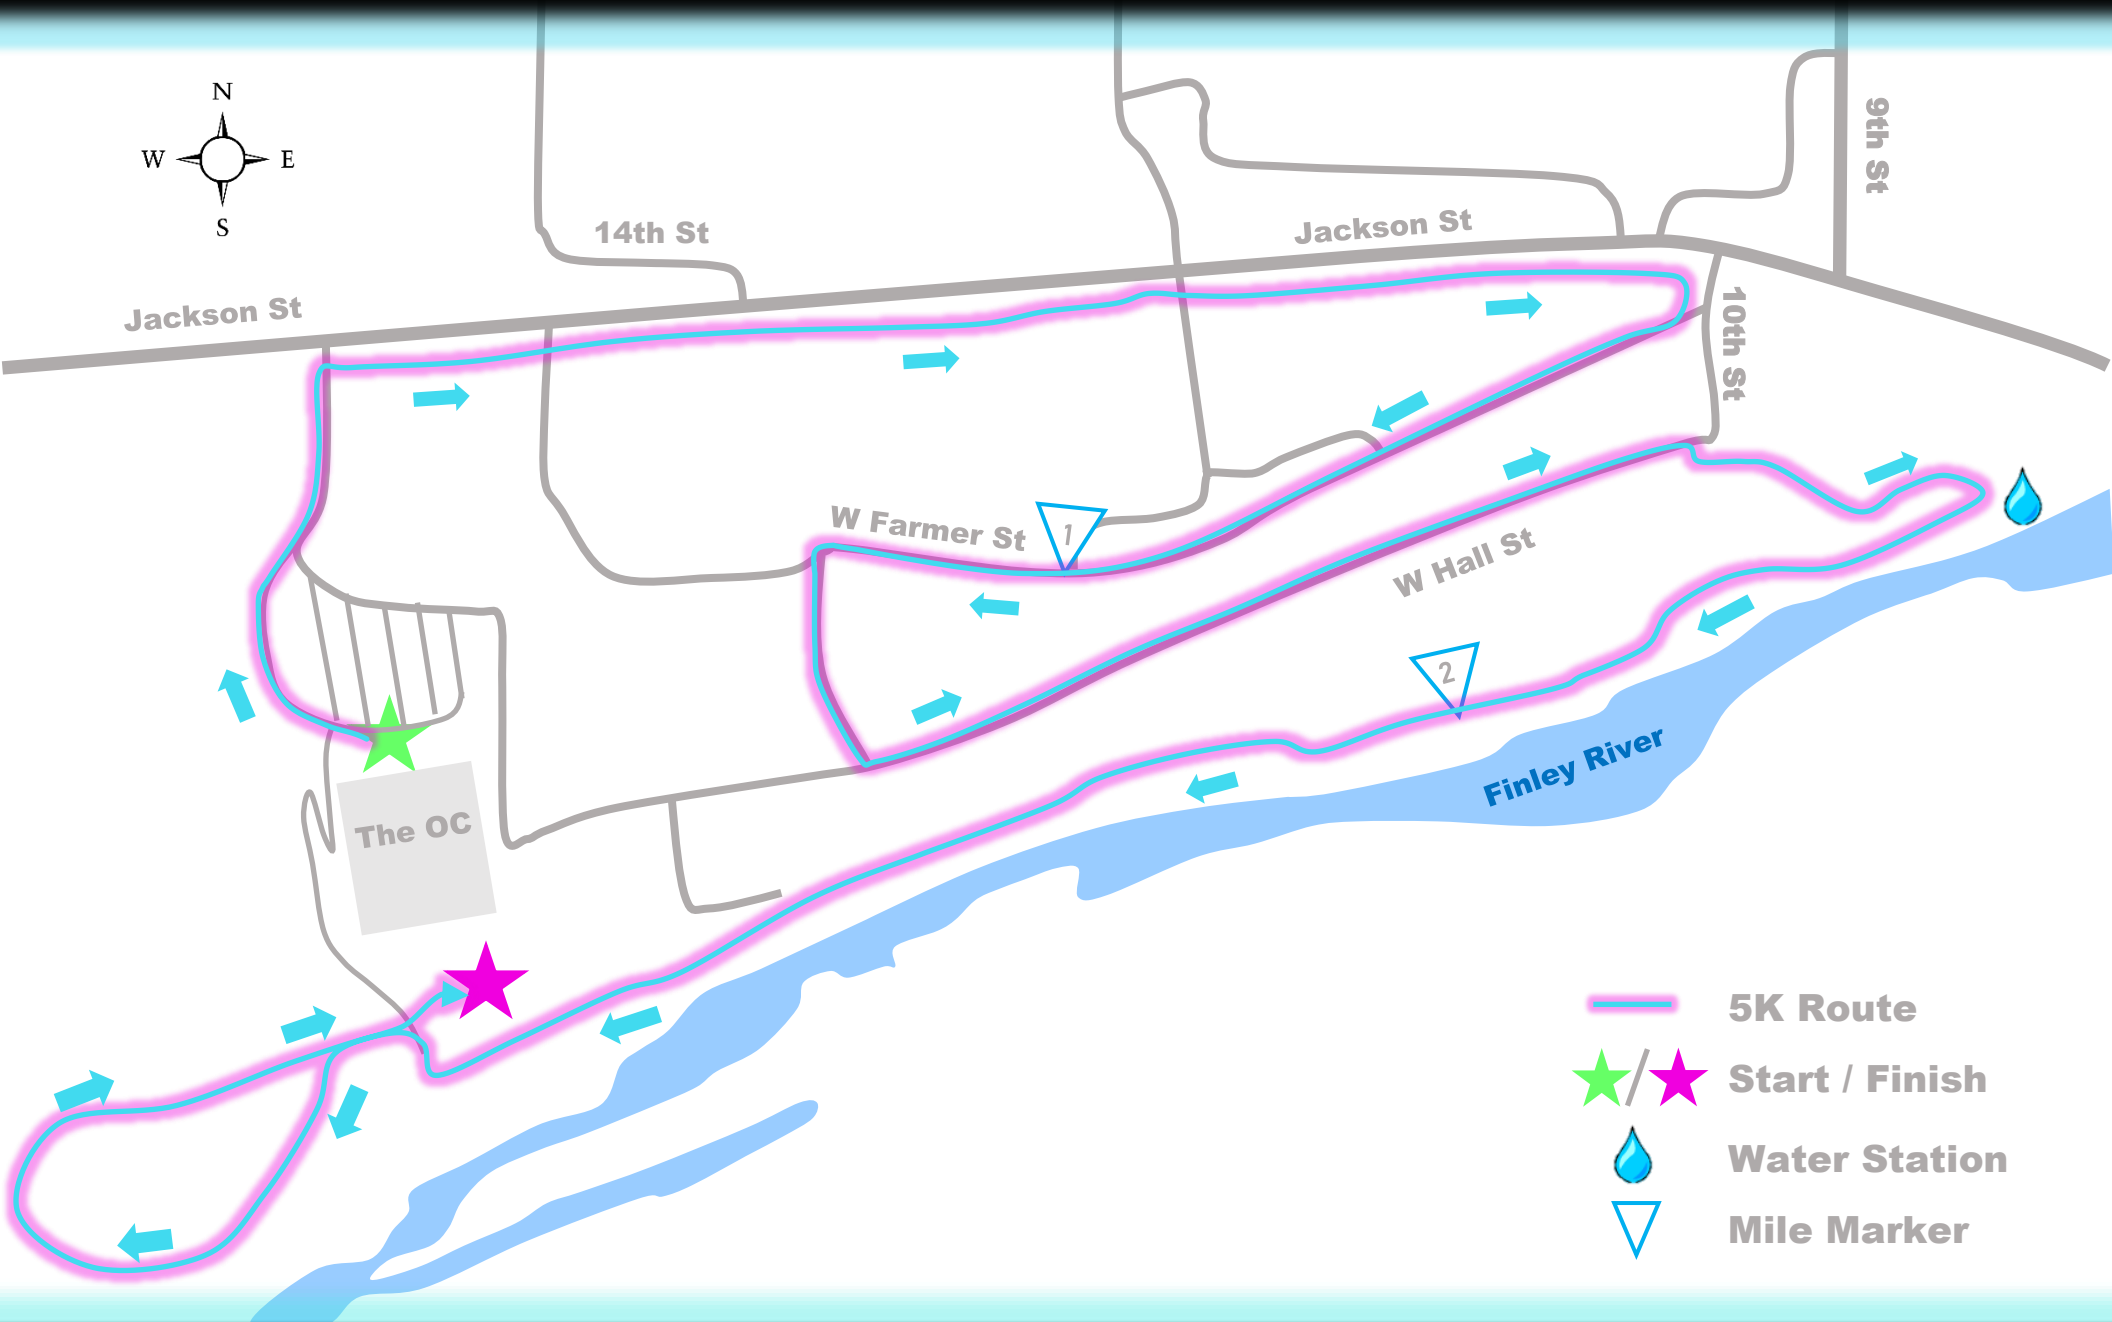 N
W
E
S
9th St
14th St
Jackson St
Jackson St
10th St
W Farmer St
1
W Hall St
2
Finley River
The OC
5K Route
Start / Finish
Water Station
Mile Marker